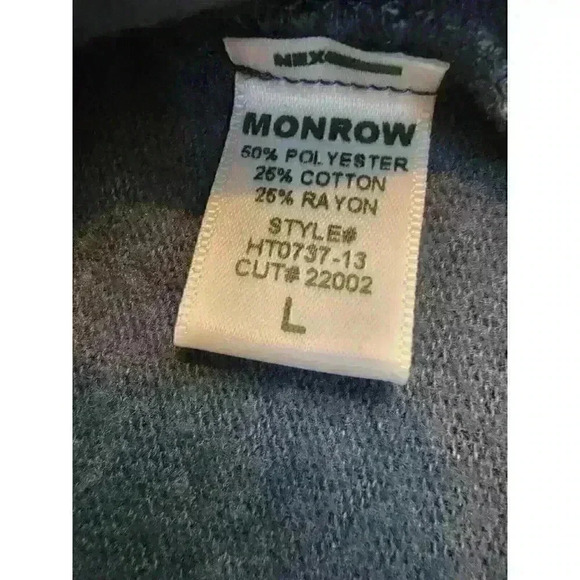 MONROW
50% POLYESTER
25% COTTON
25% RAYON
STYLE#
HT0737-13
CUT# 22002
L